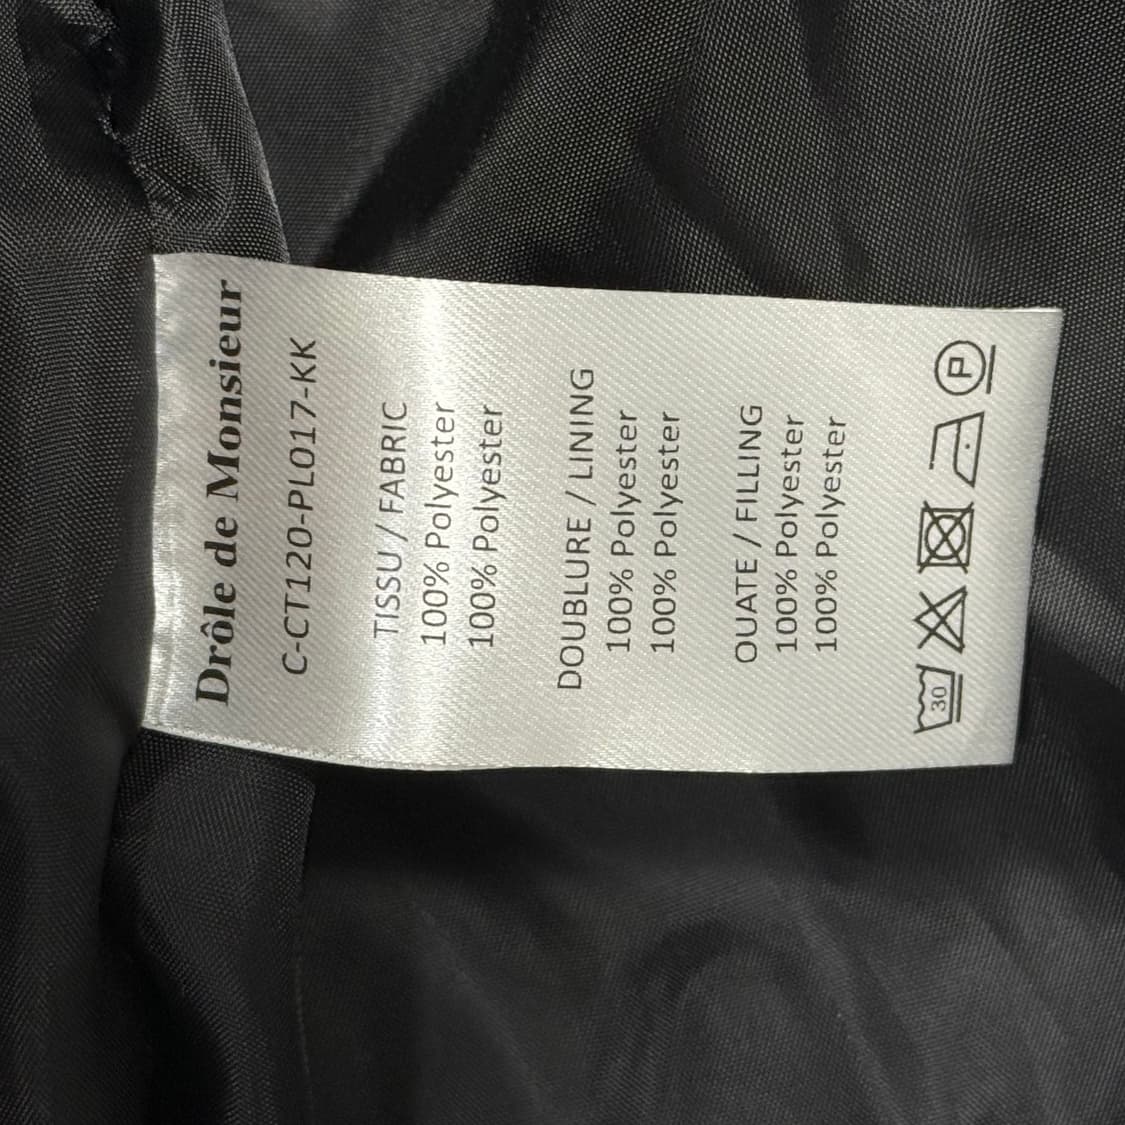 Drôle de Monsieur
C-CT120-PL017-KK
TISSU / FABRIC
100% Polyester
100% Polyester
DOUBLURE / LINING
100% Polyester
100% Polyester
OUATE / FILLING
100% Polyester
100% Polyester
30 P